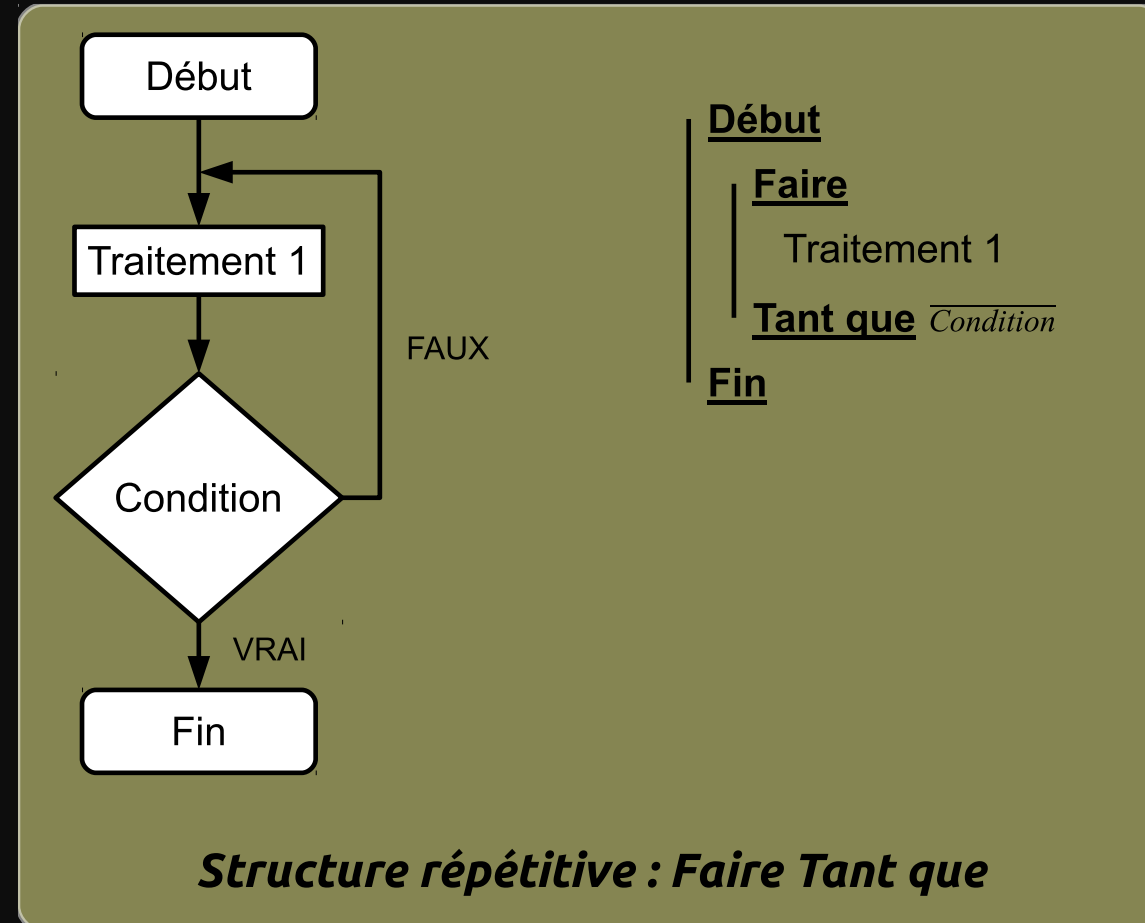 Début
Traitement 1
FAUX
Condition
VRAI
Fin
Début
Faire
Traitement 1
Tant que Condition
Fin
Structure répétitive : Faire Tant que